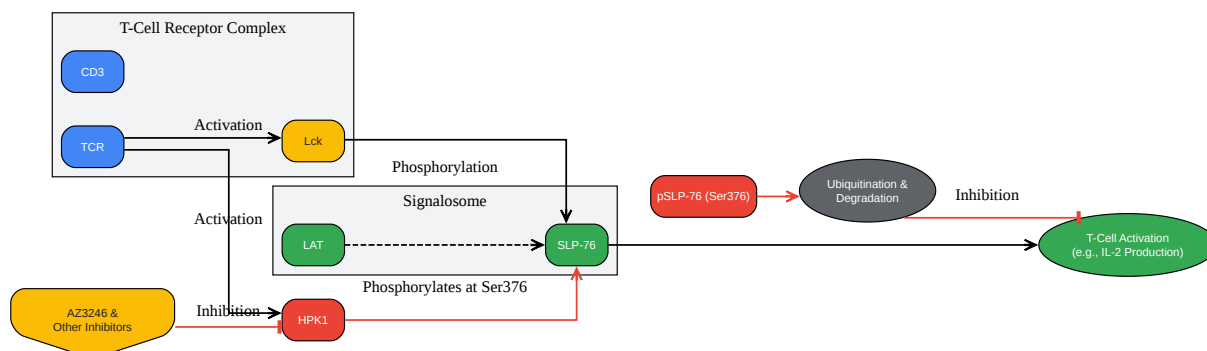 T-Cell Receptor Complex
CD3
TCR
Activation
Lck
Phosphorylation
Signalosome
LAT
SLP-76
pSLP-76 (Ser376)
Ubiquitination &
Degradation
Inhibition
T-Cell Activation
(e.g., IL-2 Production)
Activation
Phosphorylates at Ser376
AZ3246 &
Other Inhibitors
Inhibition
HPK1